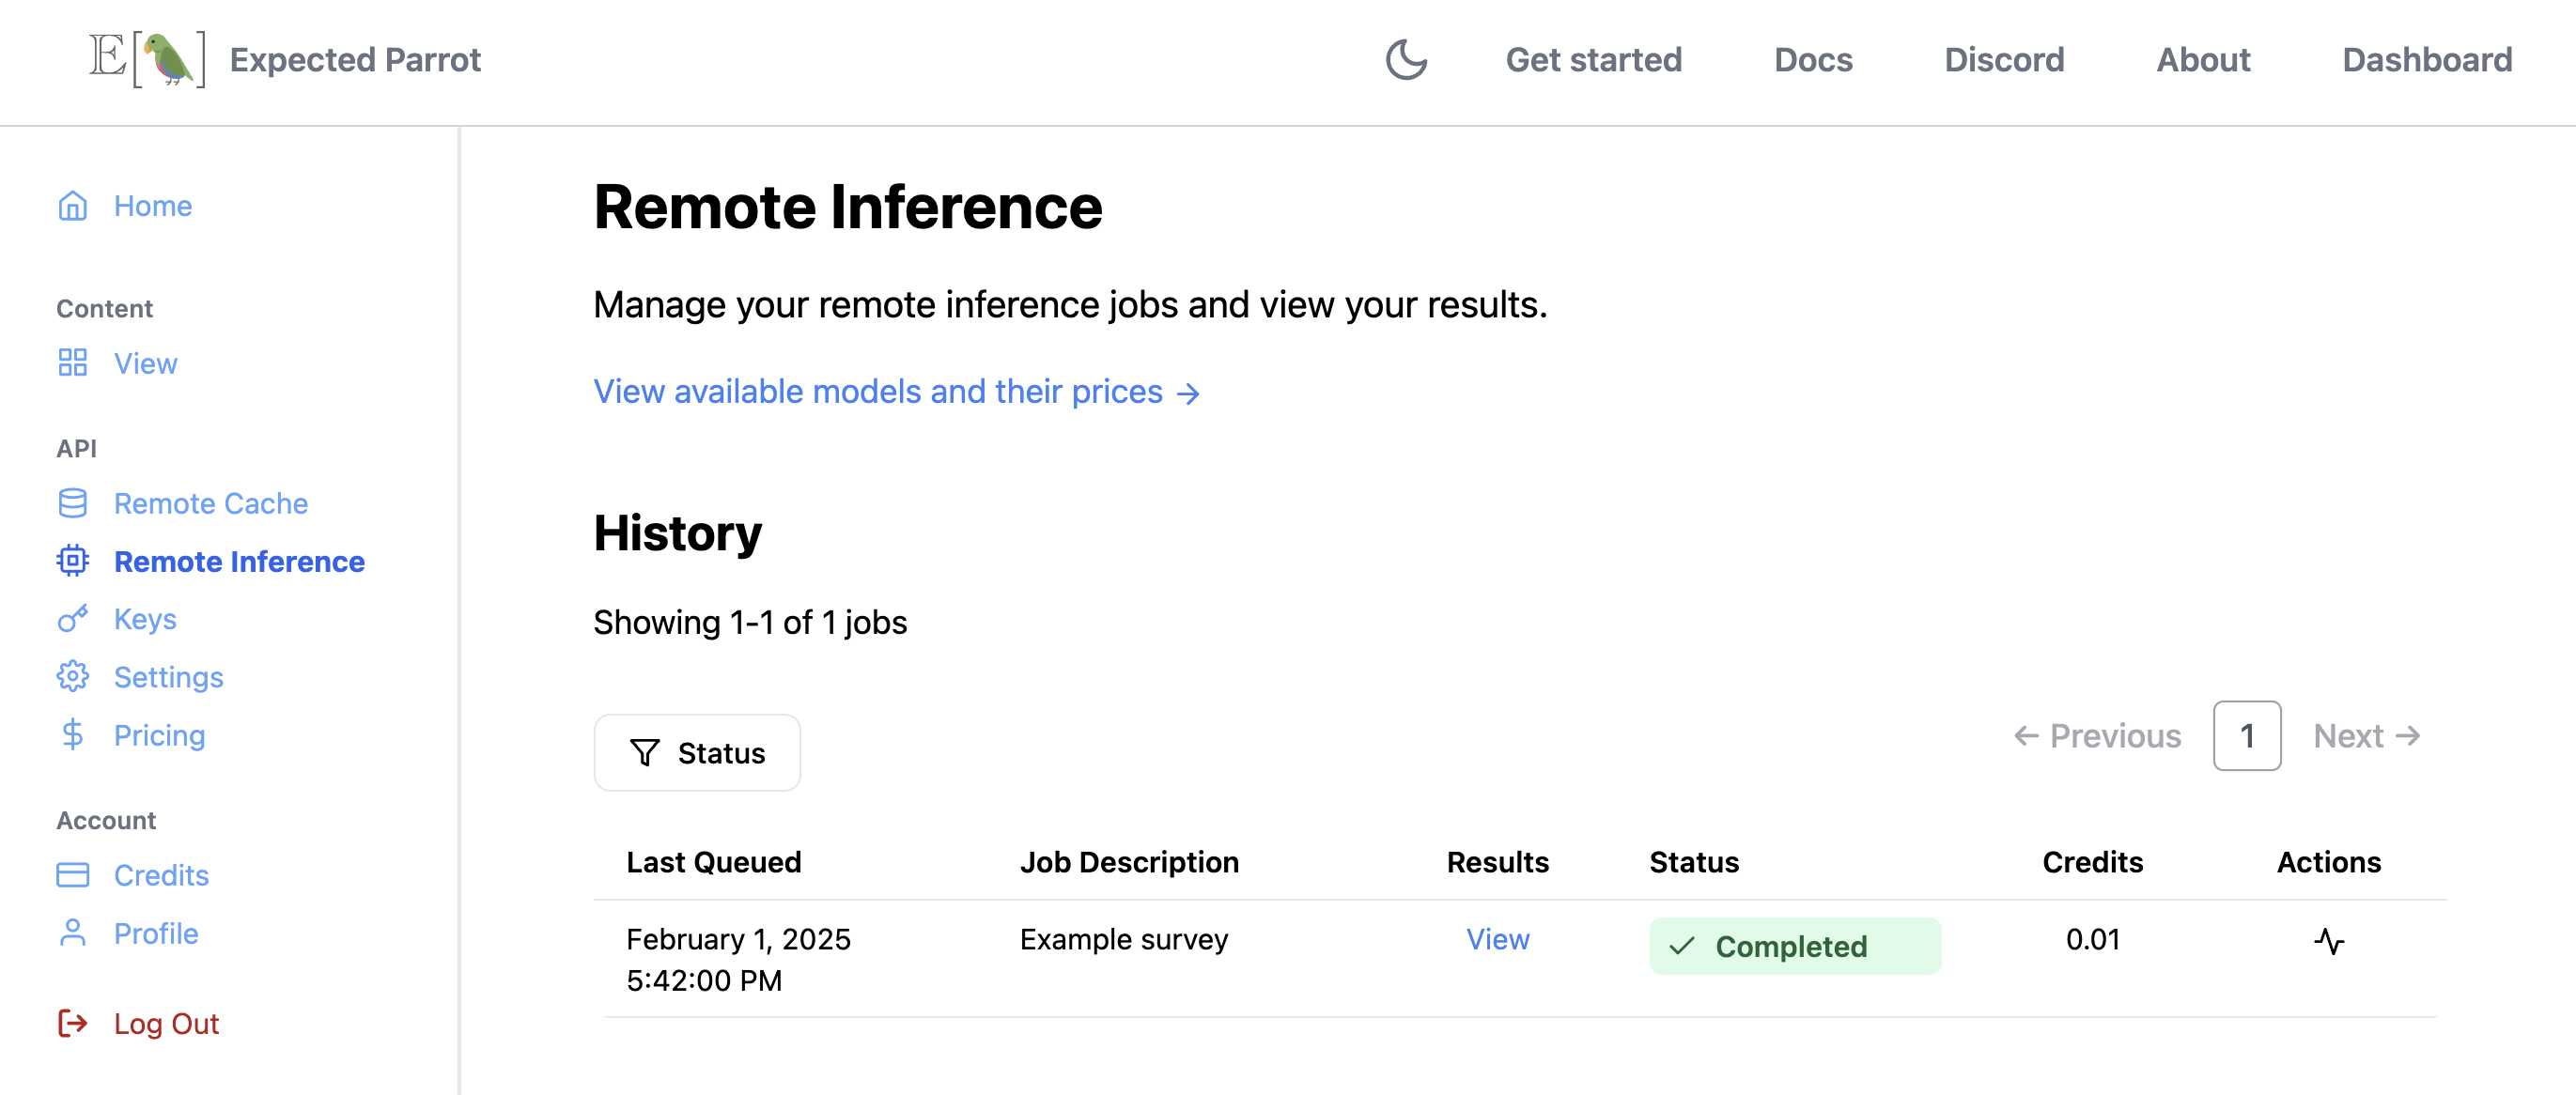 E[ ] Expected Parrot
Get started
Docs
Discord
About
Dashboard
Home
Content
View
API
Remote Cache
Remote Inference
Keys
Settings
Pricing
Account
Credits
Profile
Log Out
Remote Inference
Manage your remote inference jobs and view your results.
View available models and their prices →
History
Showing 1-1 of 1 jobs
Status
← Previous 1 Next →
Last Queued Job Description Results Status Credits Actions
February 1, 2025 Example survey View Completed 0.01
5:42:00 PM